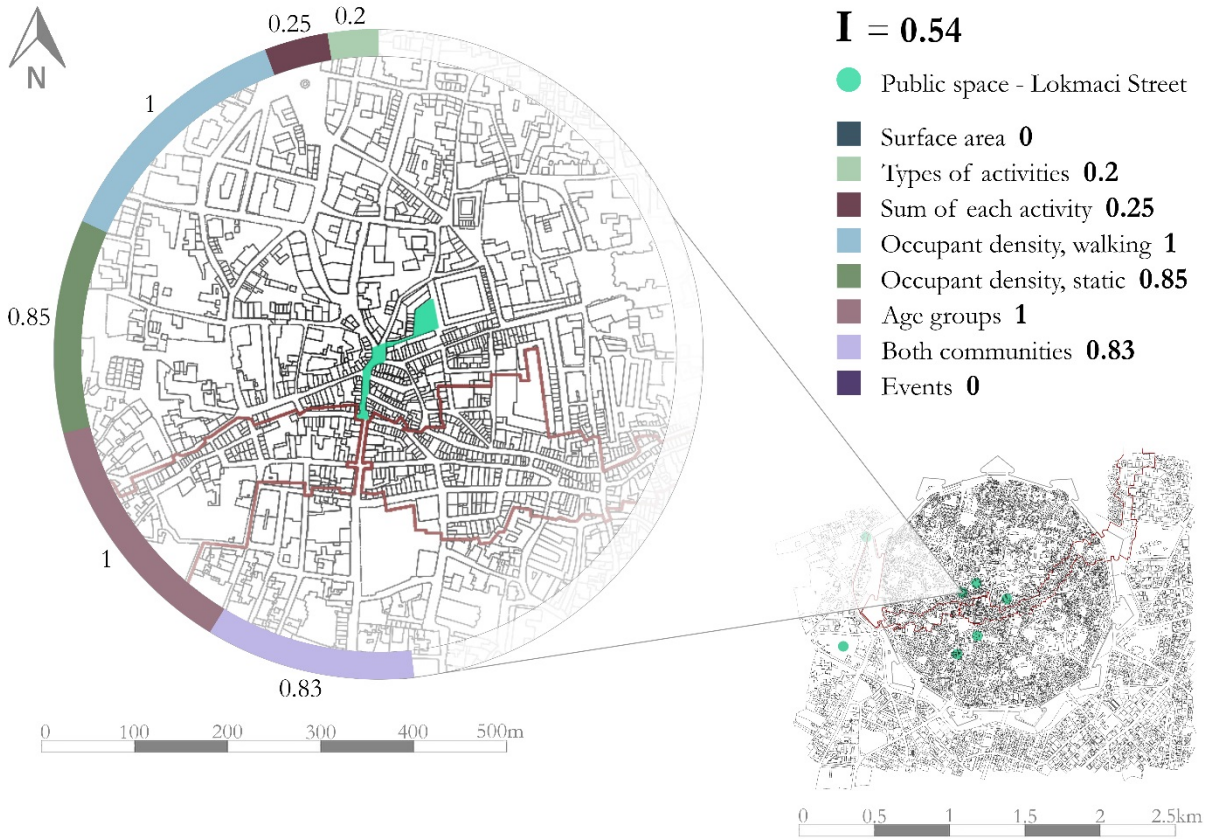 N
0.25
0.2
1
0.85
1
0.83
0 100 200 300 400 500m
I = 0.54
Public space - Lokmaci Street
Surface area 0
Types of activities 0.2
Sum of each activity 0.25
Occupant density, walking 1
Occupant density, static 0.85
Age groups 1
Both communities 0.83
Events 0
0 0.5 1 1.5 2 2.5km